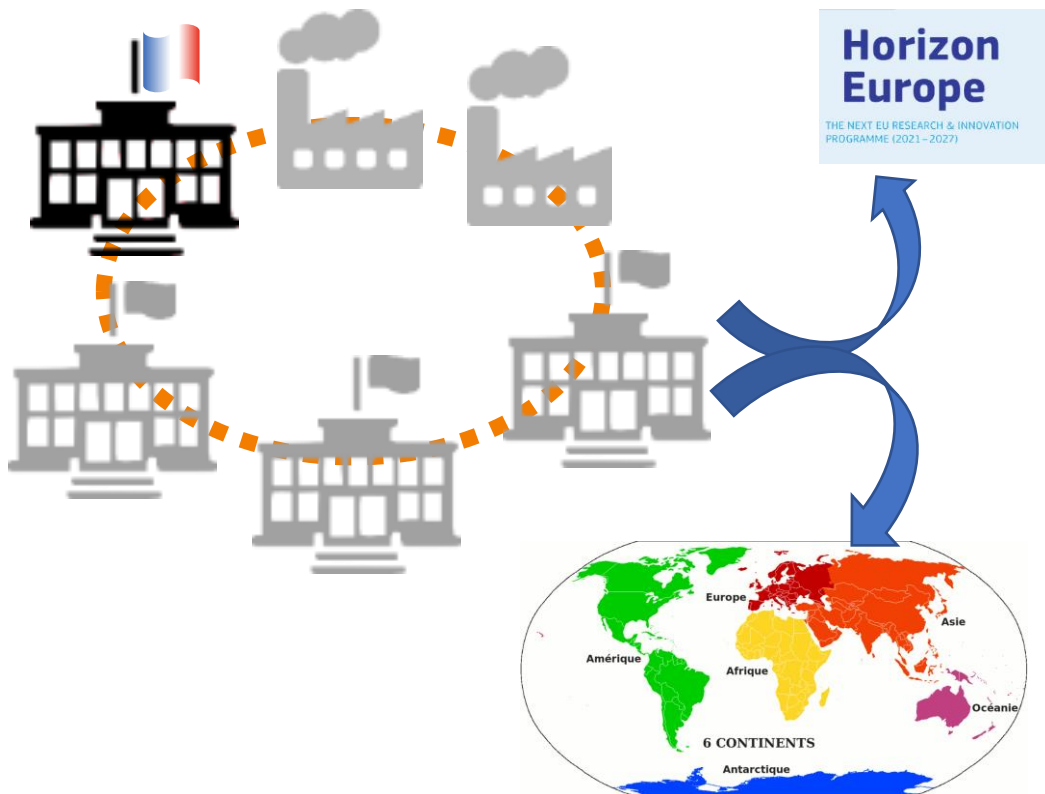 Horizon
Europe
THE NEXT EU RESEARCH & INNOVATION
PROGRAMME (2021–2027)
Europe
Asie
Amérique
Afrique
Océanie
6 CONTINENTS
Antarctique